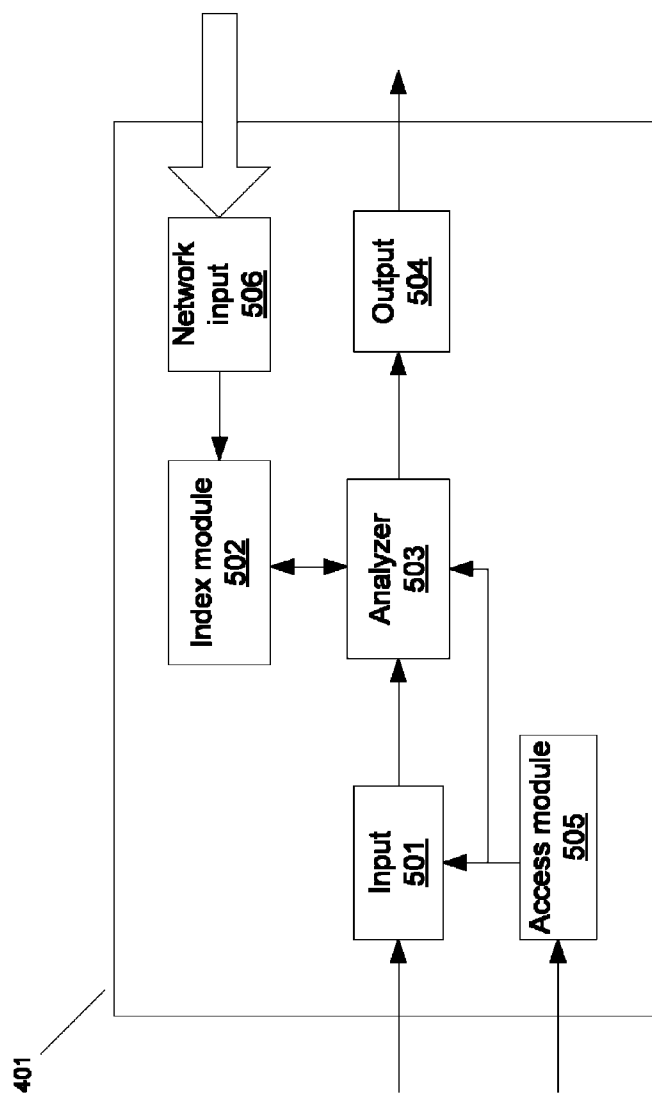 401
Network
input
506
Index module
502
Output
504
Analyzer
503
Input
501
Access module
505